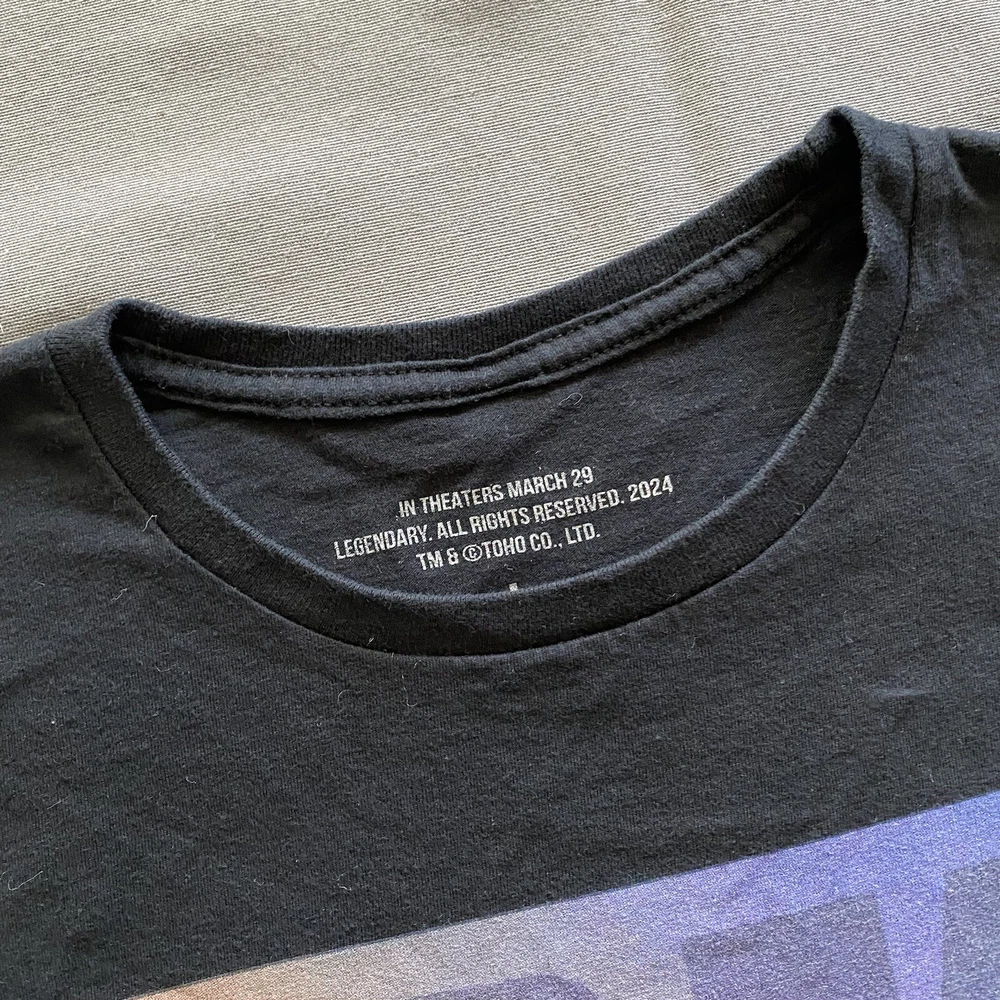 IN THEATERS MARCH 29
LEGENDARY. ALL RIGHTS RESERVED. 2024
TM & ©TOHO CO., LTD.